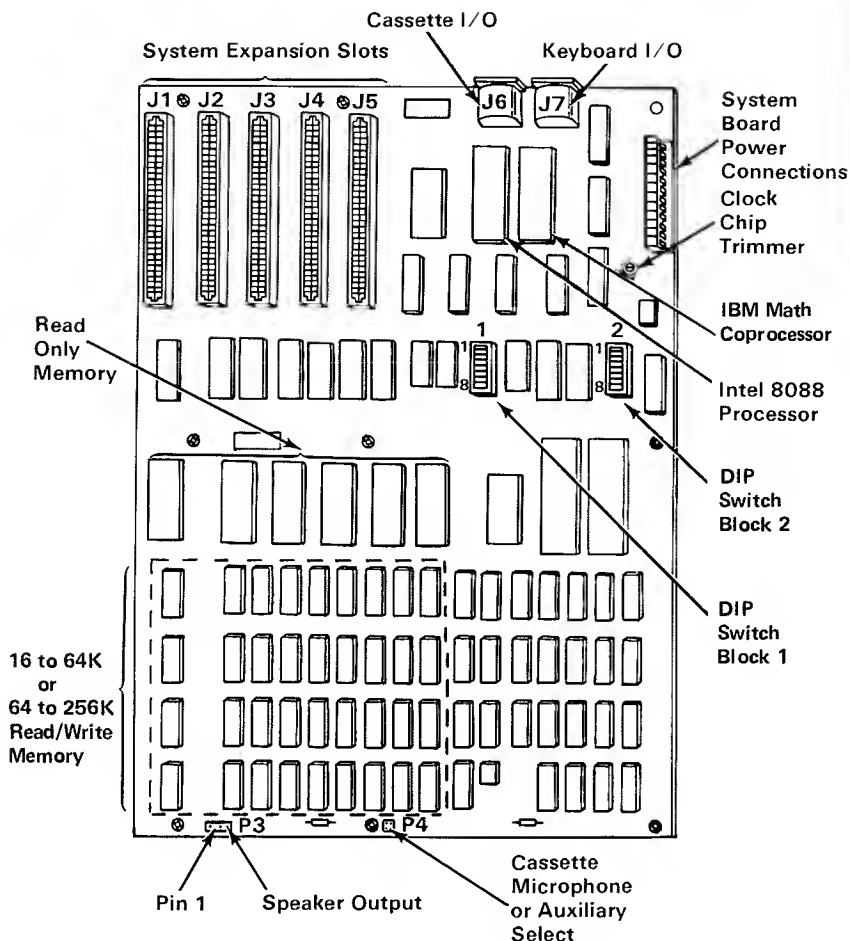 Cassette I/O
System Expansion Slots
Keyboard I/O
J1
J2
J3
J4
J5
J6
J7
System
Board
Power
Connections
Clock
Chip
Trimmer
IBM Math
Coprocessor
Intel 8088
Processor
Read
Only
Memory
1
1
8
2
1
8
DIP
Switch
Block 2
DIP
Switch
Block 1
16 to 64K
or
64 to 256K
Read/Write
Memory
P3
P4
Pin 1
Speaker Output
Cassette
Microphone
or Auxiliary
Select